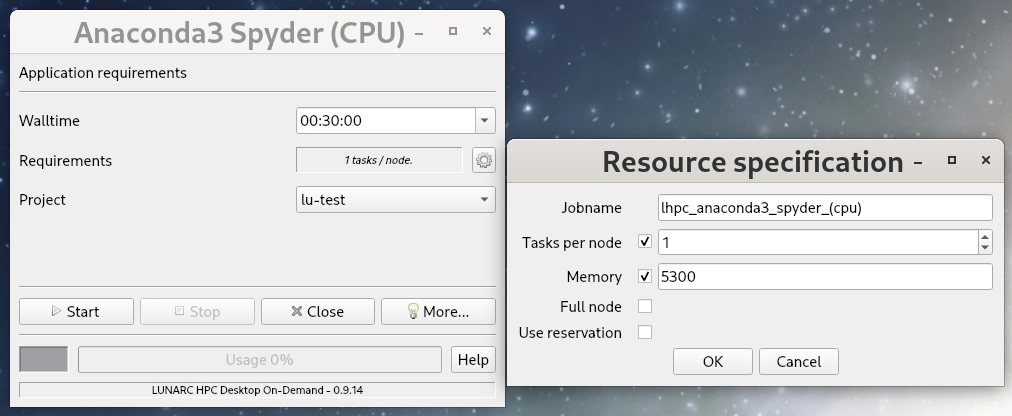 Anaconda3 Spyder (CPU)
Application requirements
Walltime 00:30:00
Requirements 1 tasks / node.
Project lu-test
Start Stop Close More...
Usage 0% Help
LUNARC HPC Desktop On-Demand - 0.9.14
Resource specification
Jobname lhpc_anaconda3_spyder_(cpu)
Tasks per node 1
Memory 5300
Full node
Use reservation
OK Cancel